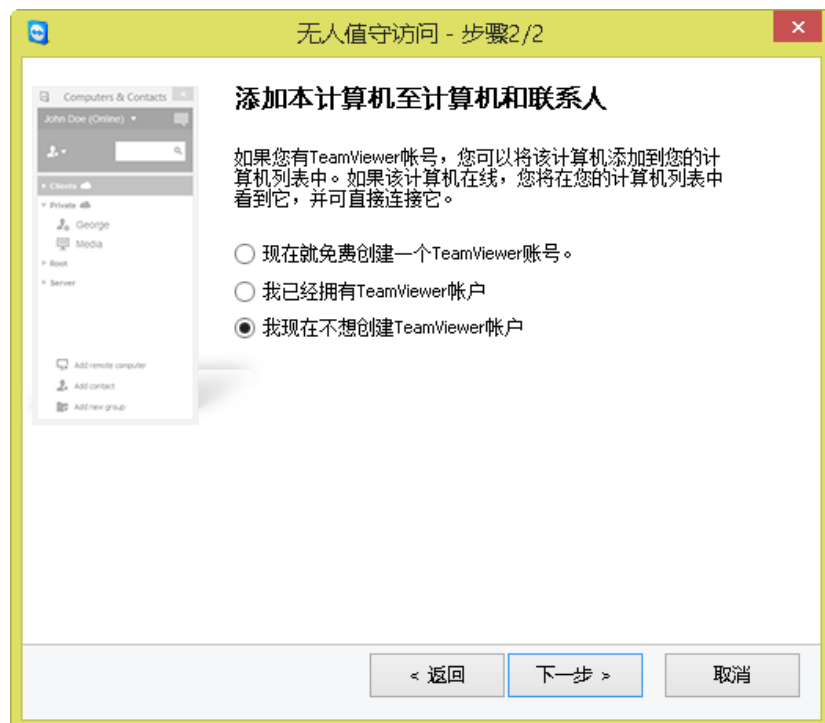 无人值守访问 - 步骤2/2
Computers & Contacts
John Doe (Online)
Clients
Private
George
Media
Root
Server
Add remote computer
Add contact
Add new group
添加本计算机至计算机和联系人
如果您有TeamViewer帐号，您可以将该计算机添加到您的计
算机列表中。如果该计算机在线，您将在您的计算机列表中
看到它，并可直接连接它。
现在就免费创建一个TeamViewer账号。
我已经拥有TeamViewer帐户
我现在不想创建TeamViewer帐户
< 返回
下一步 >
取消